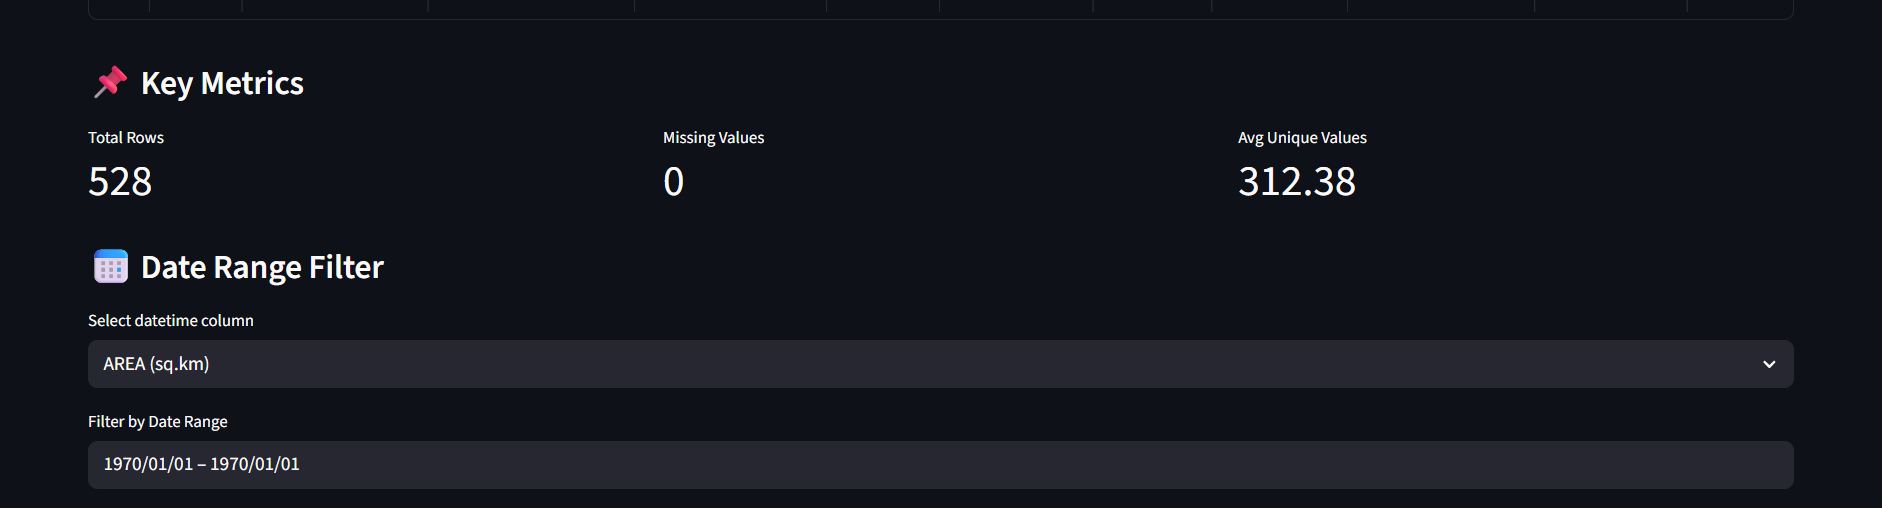 Key Metrics
Total Rows
Missing Values
Avg Unique Values
528
0
312.38
Date Range Filter
Select datetime column
AREA (sq.km)
Filter by Date Range
1970/01/01 – 1970/01/01